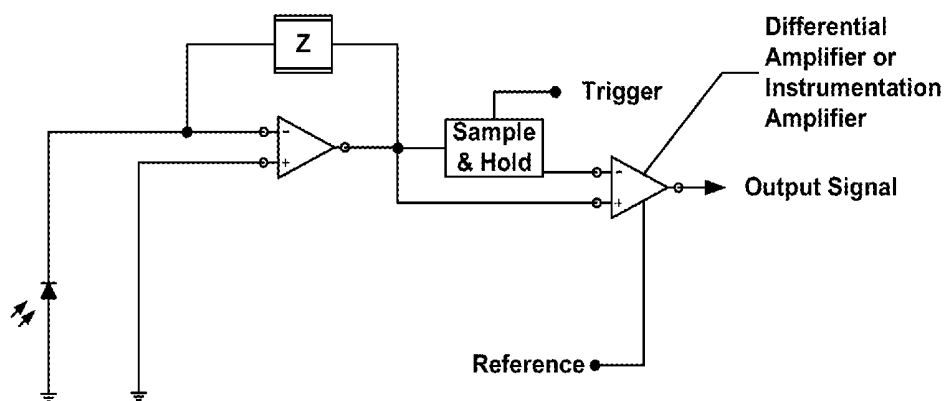 Z
-
+
Trigger
Sample
& Hold
-
+
Differential
Amplifier or
Instrumentation
Amplifier
Output Signal
Reference